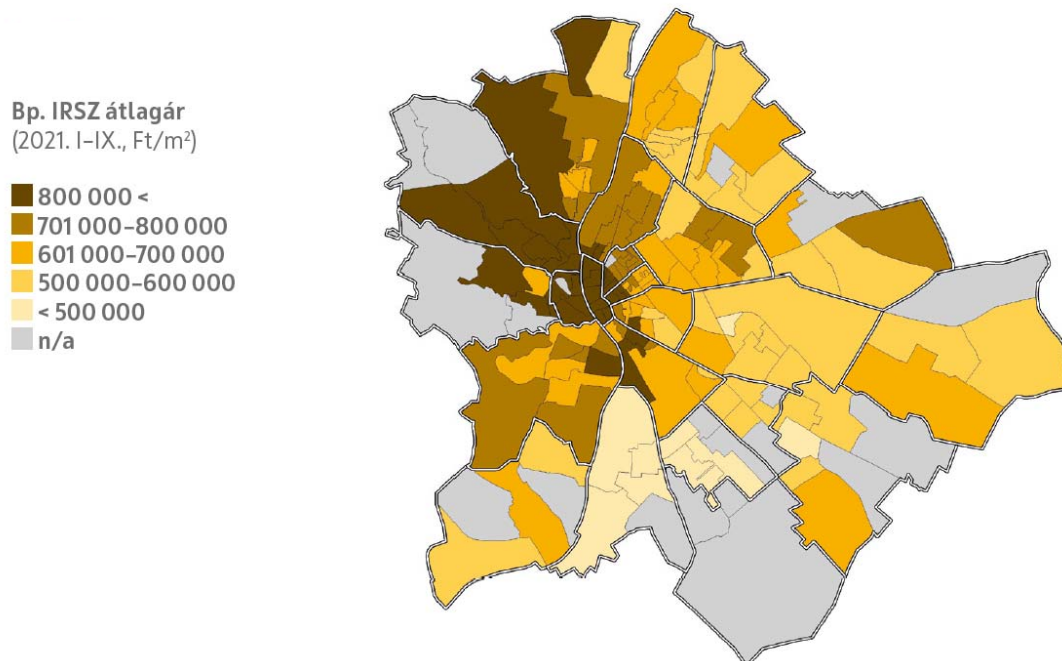 Bp. IRSZ átlagár
(2021. I–IX., Ft/m²)
800 000 <
701 000–800 000
601 000–700 000
500 000–600 000
< 500 000
n/a